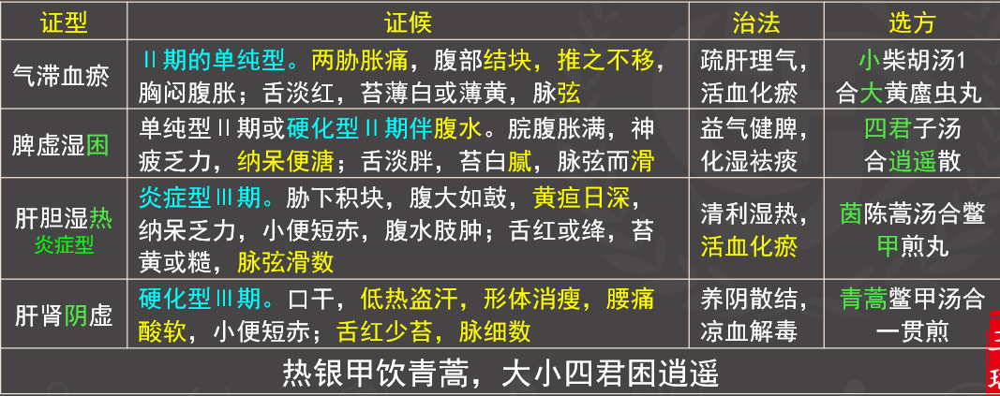 证型 证候 治法 选方
气滞血瘀
Ⅱ期的单纯型。两胁胀痛，腹部结块，推之不移，
胸闷腹胀；舌淡红，苔薄白或薄黄，脉弦
疏肝理气，
活血化瘀
小柴胡汤1
合大黄䗪虫丸
脾虚湿困
单纯型Ⅱ期或硬化型Ⅱ期伴腹水。脘腹胀满，神
疲乏力，纳呆便溏；舌淡胖，苔白腻，脉弦而滑
益气健脾，
化湿祛痰
四君子汤
合逍遥散
肝胆湿热
炎症型
炎症型Ⅲ期。胁下积块，腹大如鼓，黄疸日深，
纳呆乏力，小便短赤，腹水肢肿；舌红或绛，苔
黄或糙，脉弦滑数
清利湿热，
活血化瘀
茵陈蒿汤合鳖
甲煎丸
肝肾阴虚
硬化型Ⅲ期。口干，低热盗汗，形体消瘦，腰痛
酸软，小便短赤；舌红少苔，脉细数
养阴散结，
凉血解毒
青蒿鳖甲汤合
一贯煎
热银甲饮青蒿，大小四君困逍遥